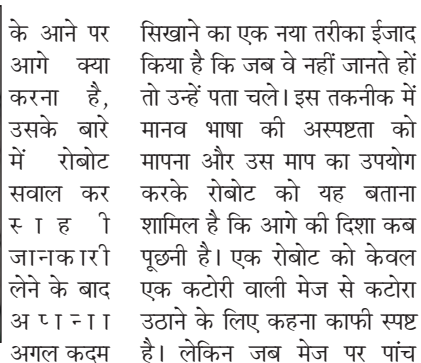 के आने पर
आगे क्या
करना है,
उसके बारे
में रोबोट
सवाल कर
जानकारी
लेने के बाद
अगल कदम
सिखाने का एक नया तरीका ईजाद
किया है कि जब वे नहीं जानते हों
तो उन्हें पता चले। इस तकनीक में
मानव भाषा की अस्पष्टता को
मापना और उस माप का उपयोग
करके रोबोट को यह बताना
शामिल है कि आगे की दिशा कब
पूछनी है। एक रोबोट को केवल
एक कटोरी वाली मेज से कटोरा
उठाने के लिए कहना काफी स्पष्ट
है। लेकिन जब मेज पर पांच